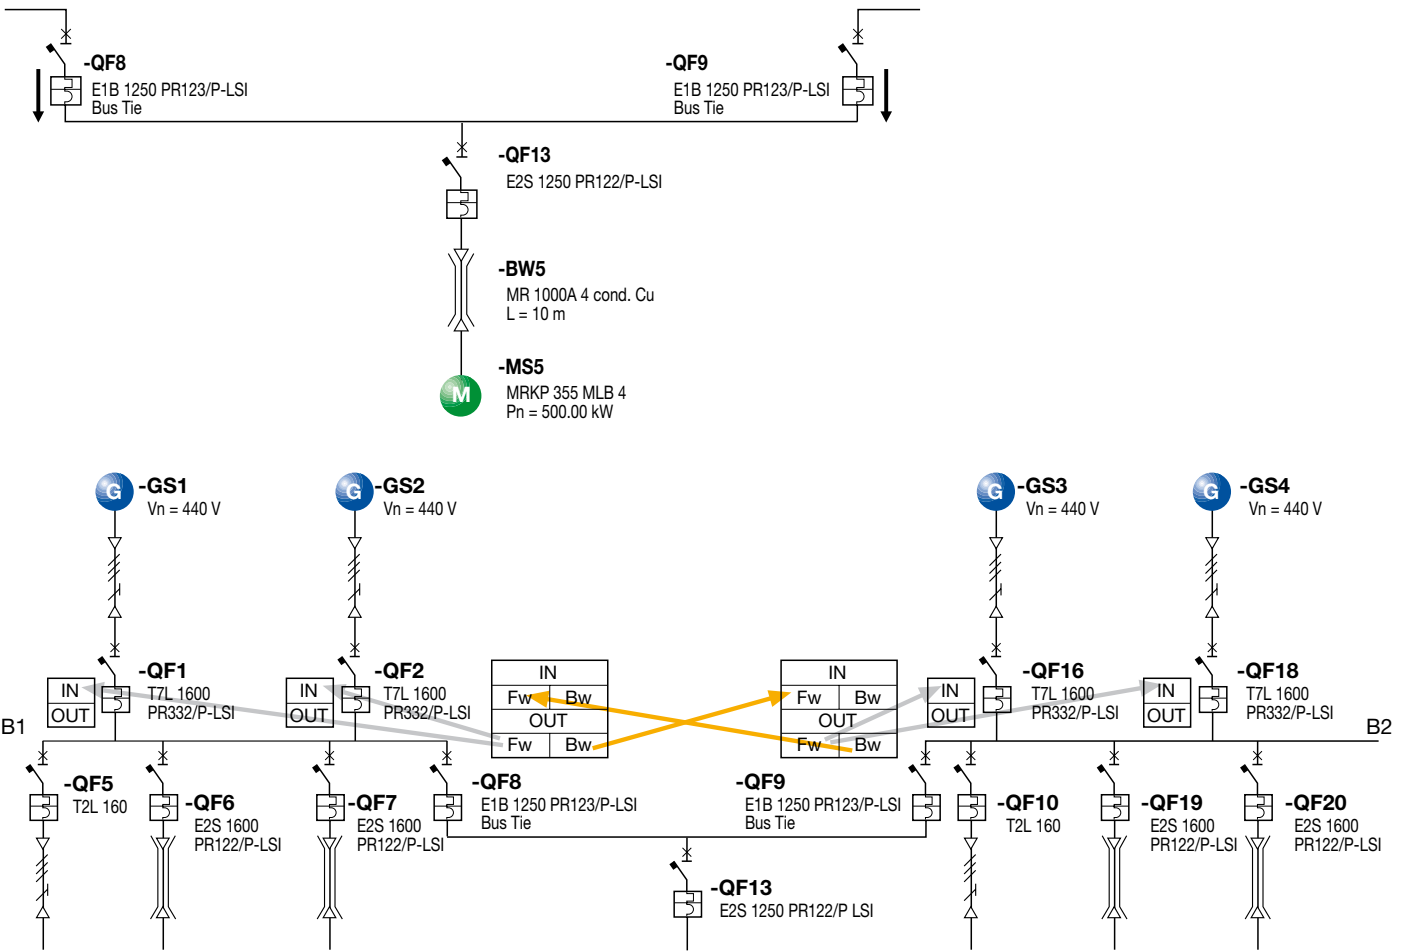 -QF8
E1B 1250 PR123/P-LSI
Bus Tie
-QF9
E1B 1250 PR123/P-LSI
Bus Tie
-QF13
E2S 1250 PR122/P-LSI
-BW5
MR 1000A 4 cond. Cu
L = 10 m
-MS5
M
MRKP 355 MLB 4
Pn = 500.00 kW
G
-GS1
Vn = 440 V
G
-GS2
Vn = 440 V
G
-GS3
Vn = 440 V
G
-GS4
Vn = 440 V
-QF1
T7L 1600
PR332/P-LSI
IN
OUT
-QF2
T7L 1600
PR332/P-LSI
IN
OUT
IN
Fw Bw
OUT
Fw Bw
IN
Fw Bw
OUT
Fw Bw
-QF16
T7L 1600
PR332/P-LSI
IN
OUT
-QF18
T7L 1600
PR332/P-LSI
IN
OUT
B1
B2
-QF5
T2L 160
-QF6
E2S 1600
PR122/P-LSI
-QF7
E2S 1600
PR122/P-LSI
-QF8
E1B 1250 PR123/P-LSI
Bus Tie
-QF9
E1B 1250 PR123/P-LSI
Bus Tie
-QF10
T2L 160
-QF19
E2S 1600
PR122/P-LSI
-QF20
E2S 1600
PR122/P-LSI
-QF13
E2S 1250 PR122/P LSI